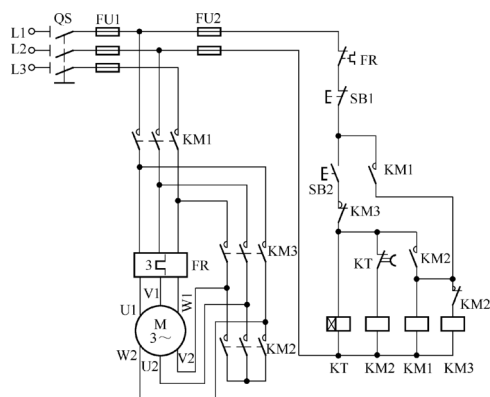 QS FU1 FU2
L1
L2
L3
FR
SB1
KM1 KM1
SB2
KM3
KM3 KT KM2
3 FR
V1 W1
U1 KM2
M
3~
W2 U2 V2 KM2
KT KM2 KM1 KM3